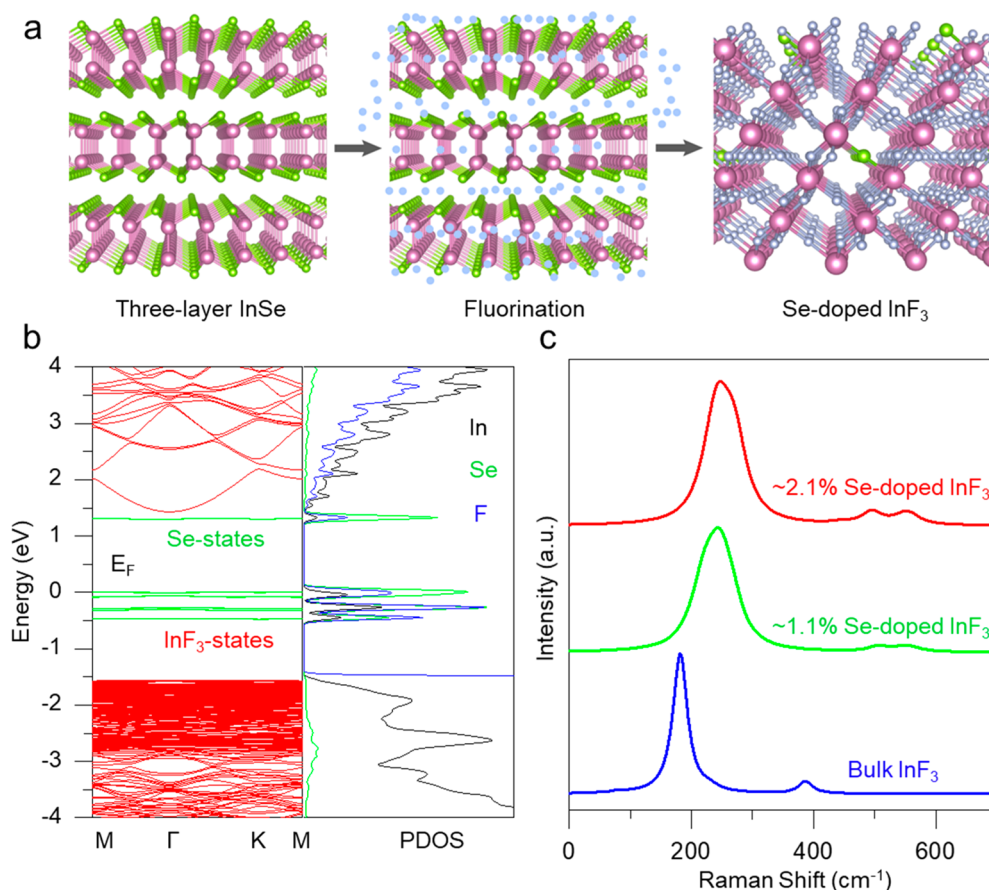 a
Three-layer InSe
Fluorination
Se-doped InF₃
b
Energy (eV)
4
3
2
1
0
-1
-2
-3
-4
Se-states
E_F
InF₃-states
M Γ K M
In
Se
F
PDOS
c
Intensity (a.u.)
~2.1% Se-doped InF₃
~1.1% Se-doped InF₃
Bulk InF₃
0 200 400 600
Raman Shift (cm⁻¹)